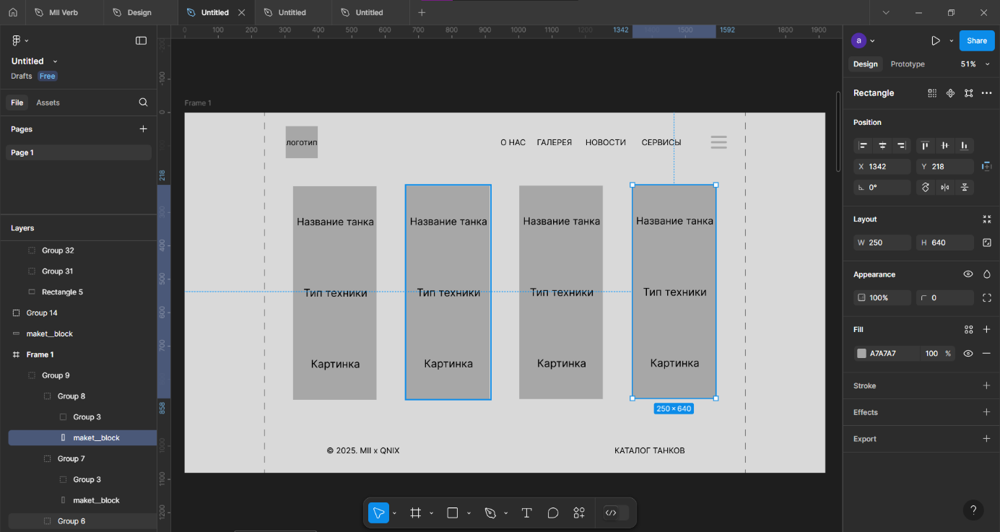 MII Verb
Design
Untitled
Untitled
Untitled
0 100 200 300 400 500 600 700 800 900 1000 1100 1200 1342 1500 1592 1800 1900
Untitled
Drafts Free
File Assets
Pages
Page 1
Layers
Group 32
Group 31
Rectangle 5
Group 14
maket__block
Frame 1
Group 9
Group 8
Group 3
maket__block
Group 7
Group 3
maket__block
Group 6
-200
-100
0
218
300
400
500
600
700
858
1000
1100
1200
Frame 1
логотип
О НАС ГАЛЕРЕЯ НОВОСТИ СЕРВИСЫ
Название танка Название танка Название танка Название танка
Тип техники Тип техники Тип техники Тип техники
Картинка Картинка Картинка Картинка
250 × 640
© 2025. MII x QNIX КАТАЛОГ ТАНКОВ
a
Share
Design Prototype 51%
Rectangle
Position
X 1342 Y 218
0°
Layout
W 250 H 640
Appearance
100% 0
Fill
A7A7A7 100 %
Stroke
Effects
Export
?